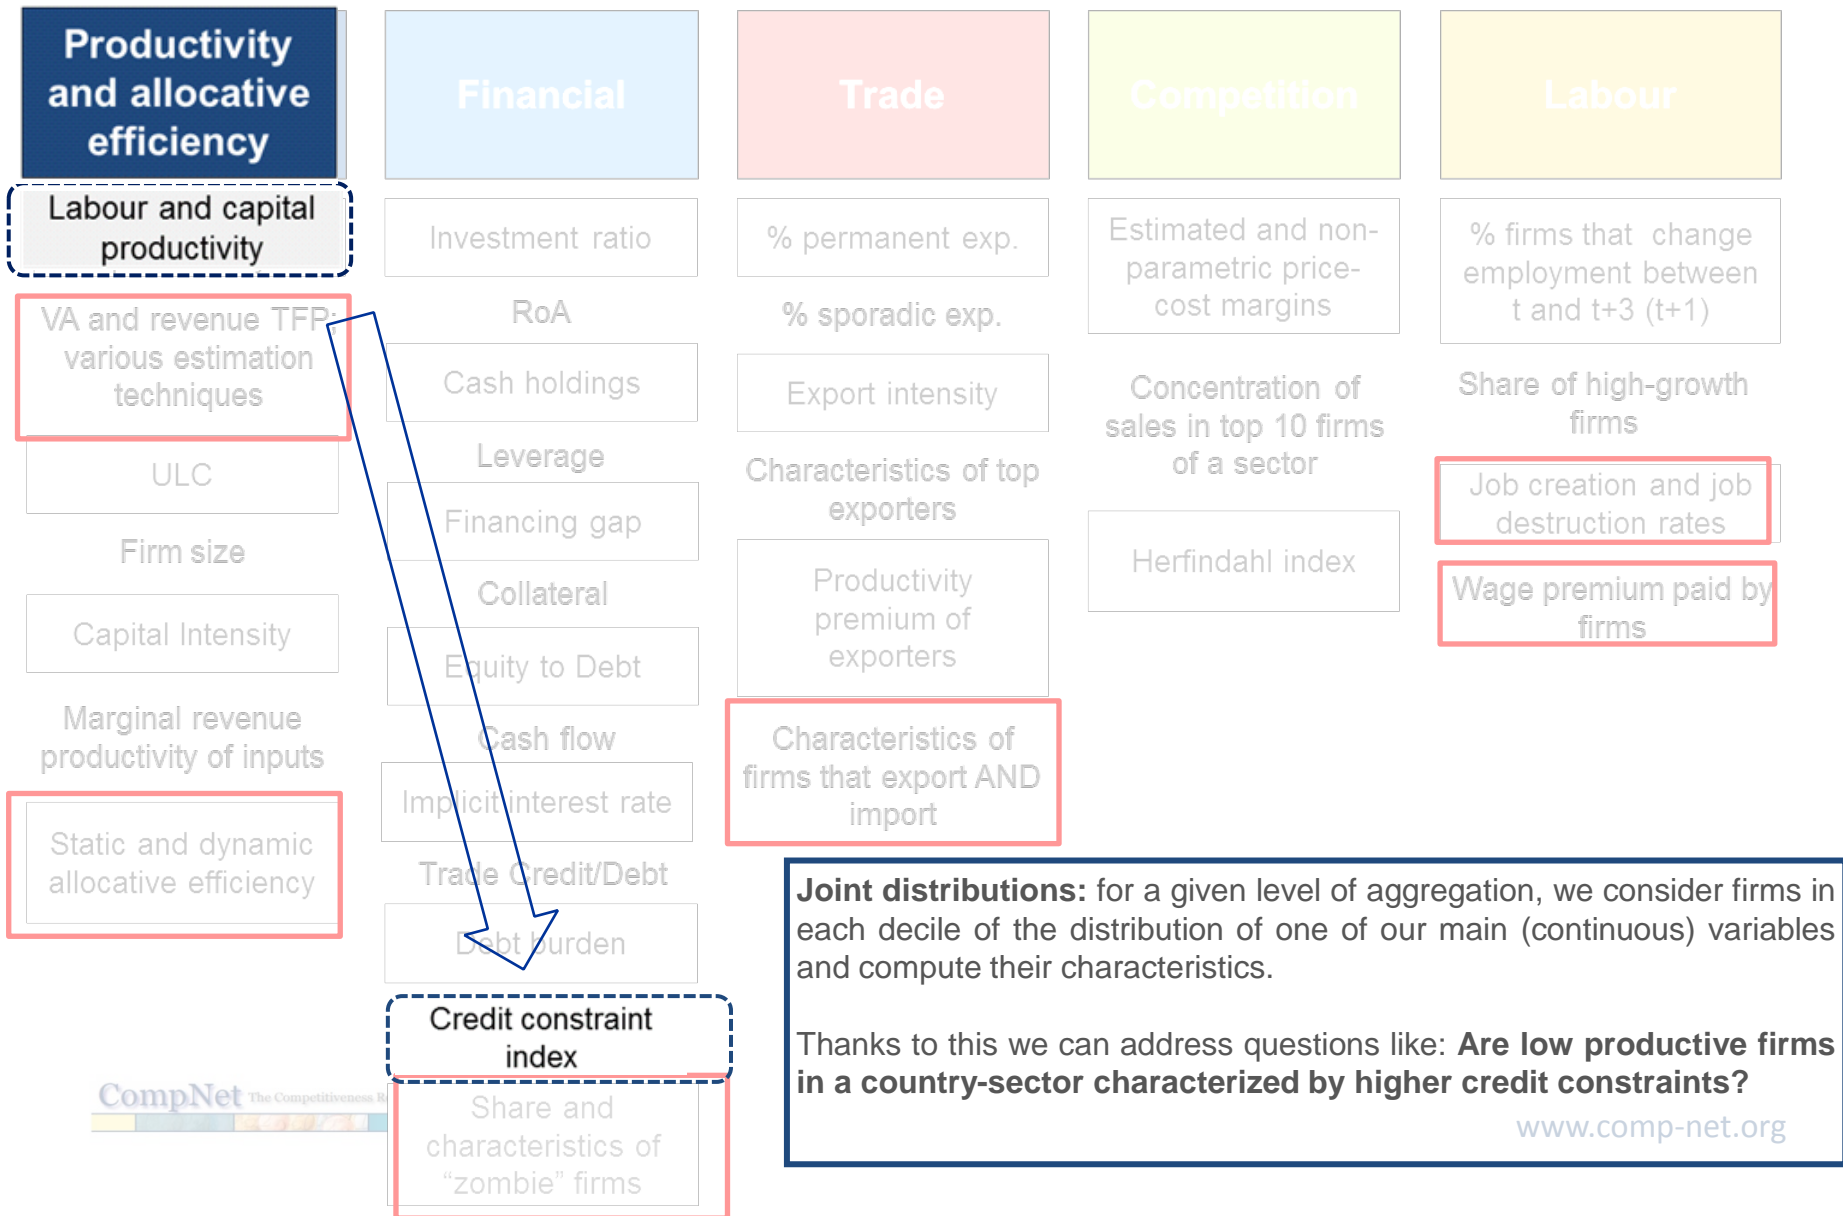 Productivity
and allocative
efficiency
Labour and capital
productivity
VA and revenue TFP;
various estimation
techniques
ULC
Firm size
Capital Intensity
Marginal revenue
productivity of inputs
Static and dynamic
allocative efficiency
Financial
Investment ratio
RoA
Cash holdings
Leverage
Financing gap
Collateral
Equity to Debt
Cash flow
Implicit interest rate
Trade Credit/Debt
Debt burden
Credit constraint
index
Share and
characteristics of
“zombie” firms
Trade
% permanent exp.
% sporadic exp.
Export intensity
Characteristics of top
exporters
Productivity
premium of
exporters
Characteristics of
firms that export AND
import
Competition
Estimated and non-
parametric price-
cost margins
Concentration of
sales in top 10 firms
of a sector
Herfindahl index
Labour
% firms that change
employment between
t and t+3 (t+1)
Share of high-growth
firms
Job creation and job
destruction rates
Wage premium paid by
firms
Joint distributions: for a given level of aggregation, we consider firms in
each decile of the distribution of one of our main (continuous) variables
and compute their characteristics.
Thanks to this we can address questions like: Are low productive firms
in a country-sector characterized by higher credit constraints?
www.comp-net.org
CompNet The Competitiveness